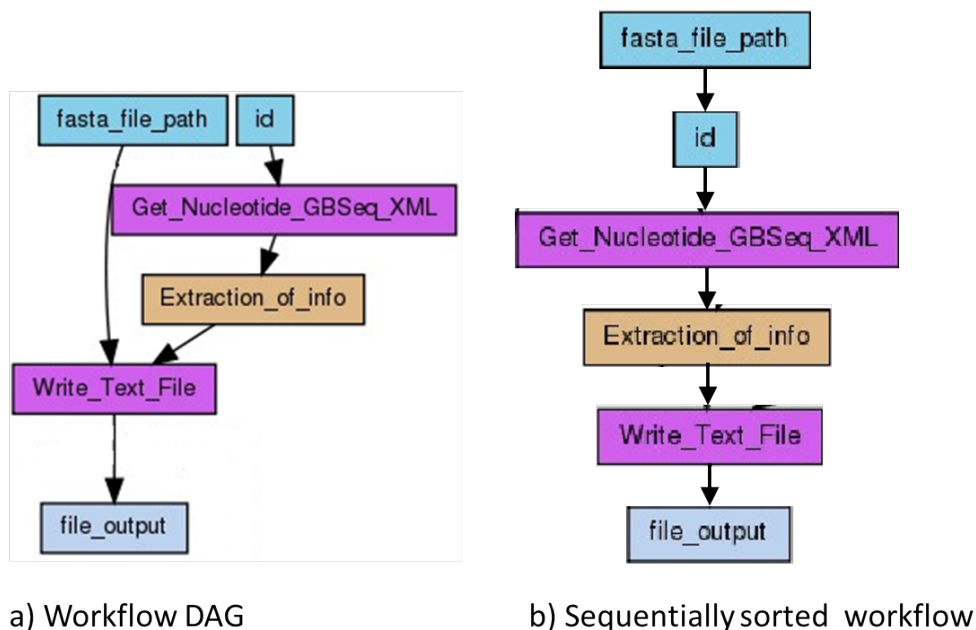 fasta_file_path
id
Get_Nucleotide_GBSeq_XML
Extraction_of_info
Write_Text_File
file_output
a) Workflow DAG
fasta_file_path
id
Get_Nucleotide_GBSeq_XML
Extraction_of_info
Write_Text_File
file_output
b) Sequentially sorted workflow